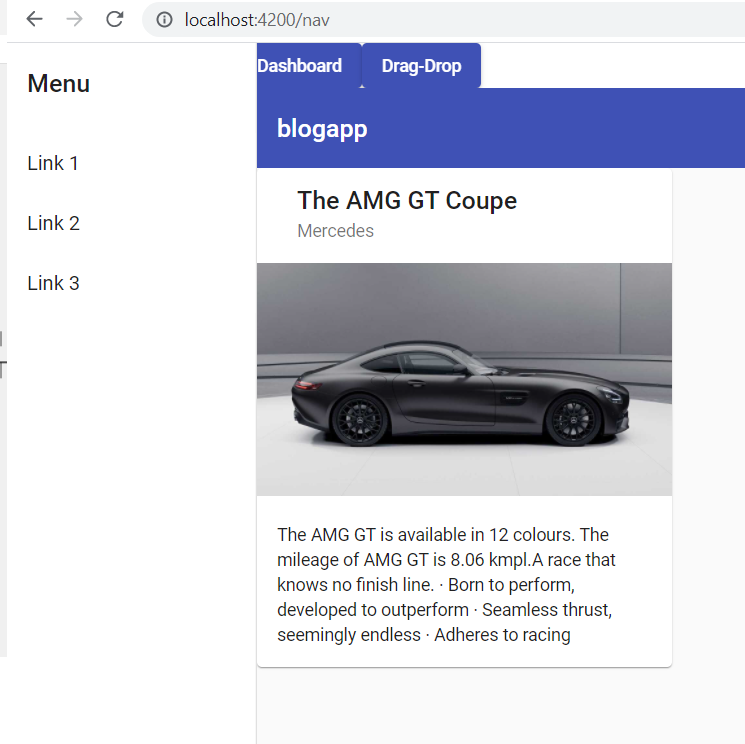 localhost:4200/nav
Menu
Link 1
Link 2
Link 3
Dashboard Drag-Drop
blogapp
The AMG GT Coupe
Mercedes
The AMG GT is available in 12 colours. The
mileage of AMG GT is 8.06 kmpl.A race that
knows no finish line. · Born to perform,
developed to outperform · Seamless thrust,
seemingly endless · Adheres to racing